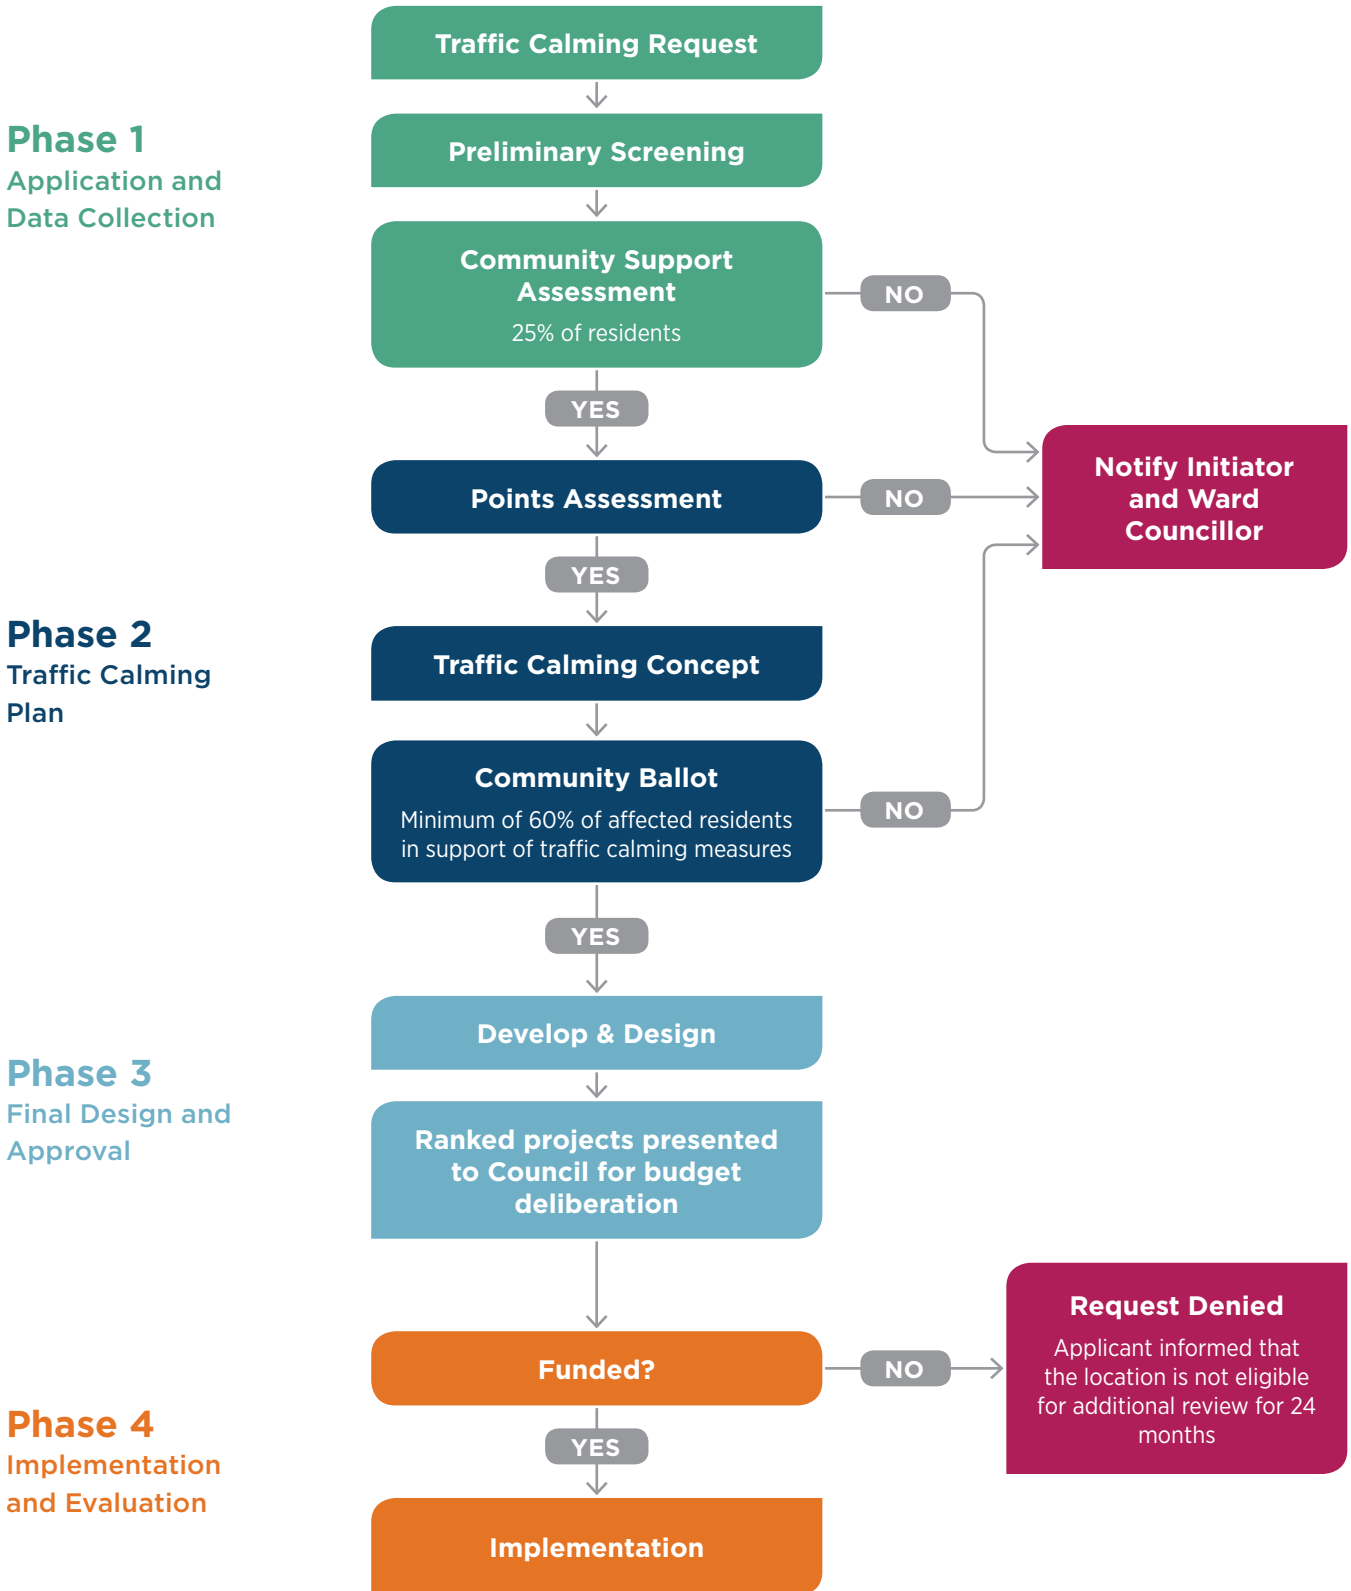 Traffic Calming Request
Phase 1
Application and
Data Collection
Preliminary Screening
Community Support
Assessment
25% of residents
NO
YES
Points Assessment
NO
Notify Initiator
and Ward
Councillor
YES
Phase 2
Traffic Calming
Plan
Traffic Calming Concept
Community Ballot
Minimum of 60% of affected residents
in support of traffic calming measures
NO
YES
Phase 3
Final Design and
Approval
Develop & Design
Ranked projects presented
to Council for budget
deliberation
Funded?
NO
Request Denied
Applicant informed that
the location is not eligible
for additional review for 24
months
Phase 4
Implementation
and Evaluation
YES
Implementation